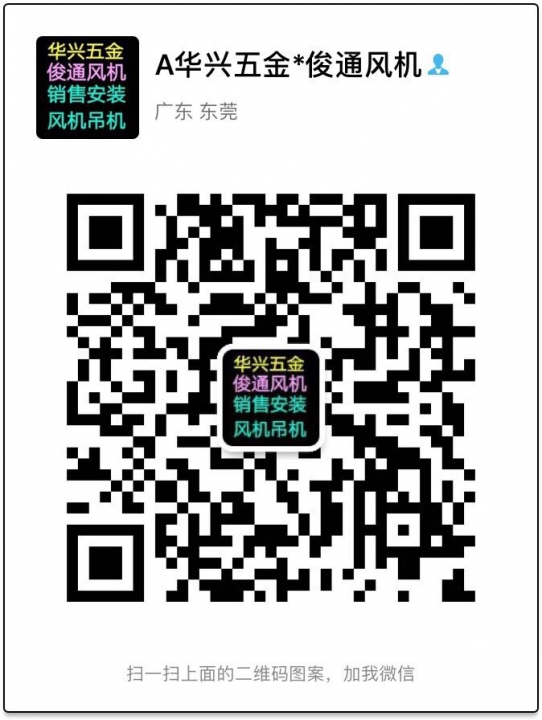 华兴五金
俊通风机
销售安装
风机吊机
A华兴五金*俊通风机
广东 东莞
华兴五金
俊通风机
销售安装
风机吊机
扫一扫上面的二维码图案，加我微信